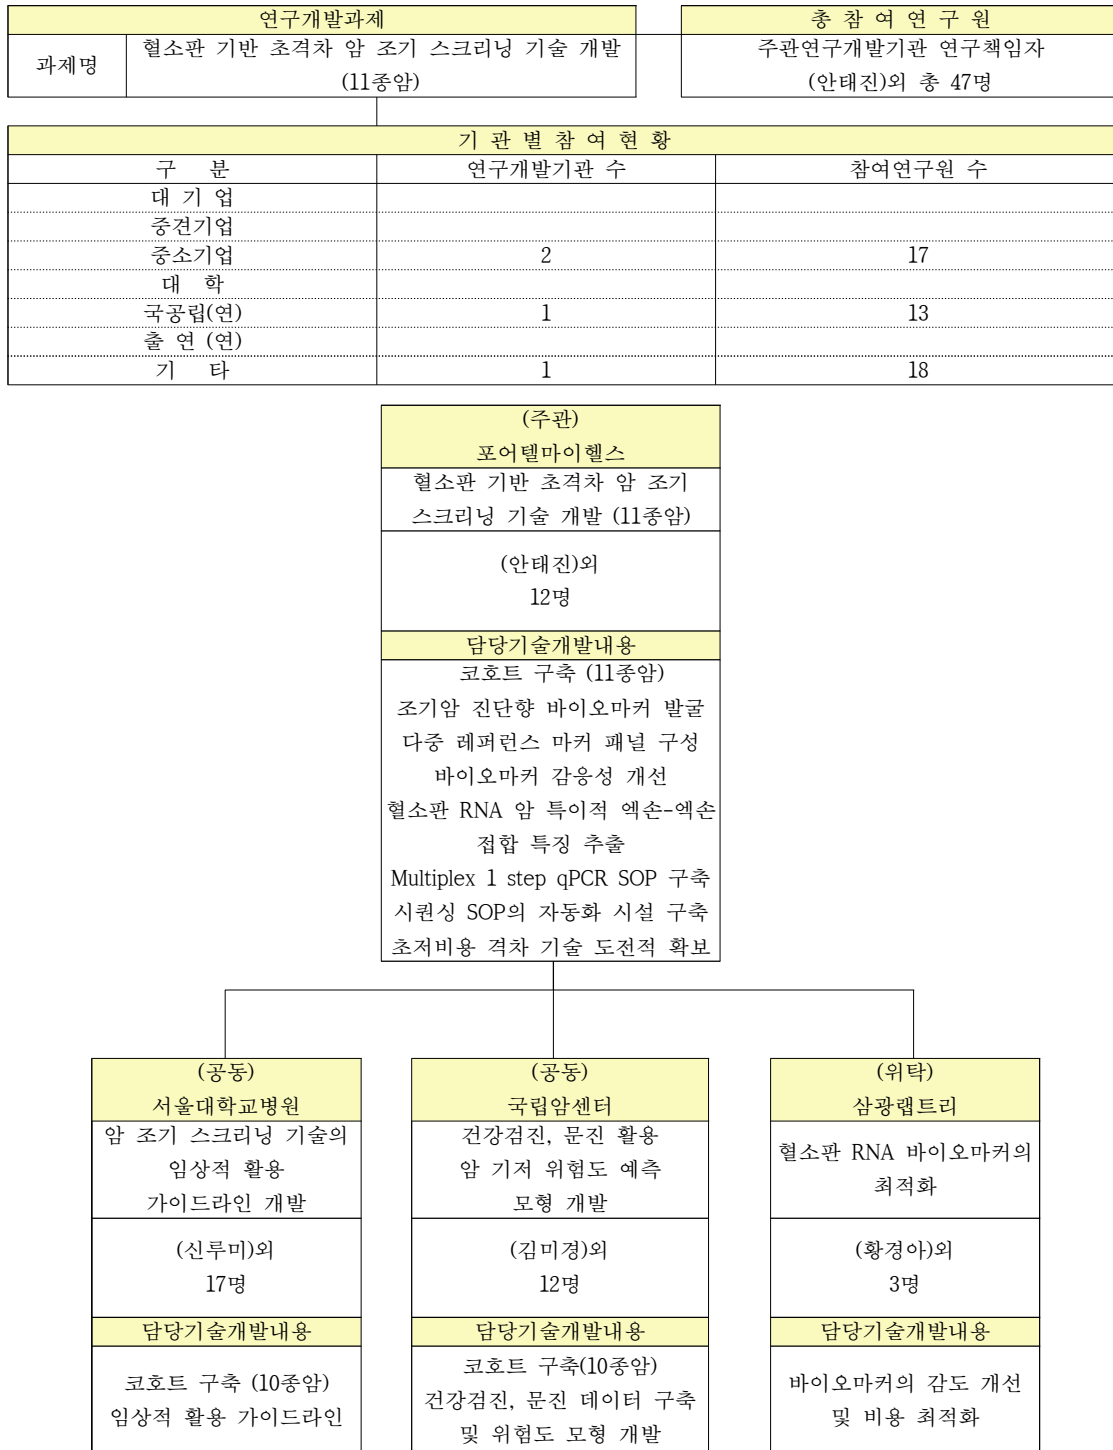 연구개발과제
총 참 여 연 구 원
과제명
혈소판 기반 초격차 암 조기 스크리닝 기술 개발
(11종암)
주관연구개발기관 연구책임자
(안태진)외 총 47명
기 관 별 참 여 현 황
구 분 연구개발기관 수 참여연구원 수
대 기 업
중견기업
중소기업 2 17
대 학
국공립(연) 1 13
출 연 (연)
기 타 1 18
(주관)
포어텔마이헬스
혈소판 기반 초격차 암 조기
스크리닝 기술 개발 (11종암)
(안태진)외
12명
담당기술개발내용
코호트 구축 (11종암)
조기암 진단향 바이오마커 발굴
다중 레퍼런스 마커 패널 구성
바이오마커 감응성 개선
혈소판 RNA 암 특이적 엑손-엑손
접합 특징 추출
Multiplex 1 step qPCR SOP 구축
시퀀싱 SOP의 자동화 시설 구축
초저비용 격차 기술 도전적 확보
(공동)
서울대학교병원
암 조기 스크리닝 기술의
임상적 활용
가이드라인 개발
(신루미)외
17명
담당기술개발내용
코호트 구축 (10종암)
임상적 활용 가이드라인
(공동)
국립암센터
건강검진, 문진 활용
암 기저 위험도 예측
모형 개발
(김미경)외
12명
담당기술개발내용
코호트 구축(10종암)
건강검진, 문진 데이터 구축
및 위험도 모형 개발
(위탁)
삼광랩트리
혈소판 RNA 바이오마커의
최적화
(황경아)외
3명
담당기술개발내용
바이오마커의 감도 개선
및 비용 최적화